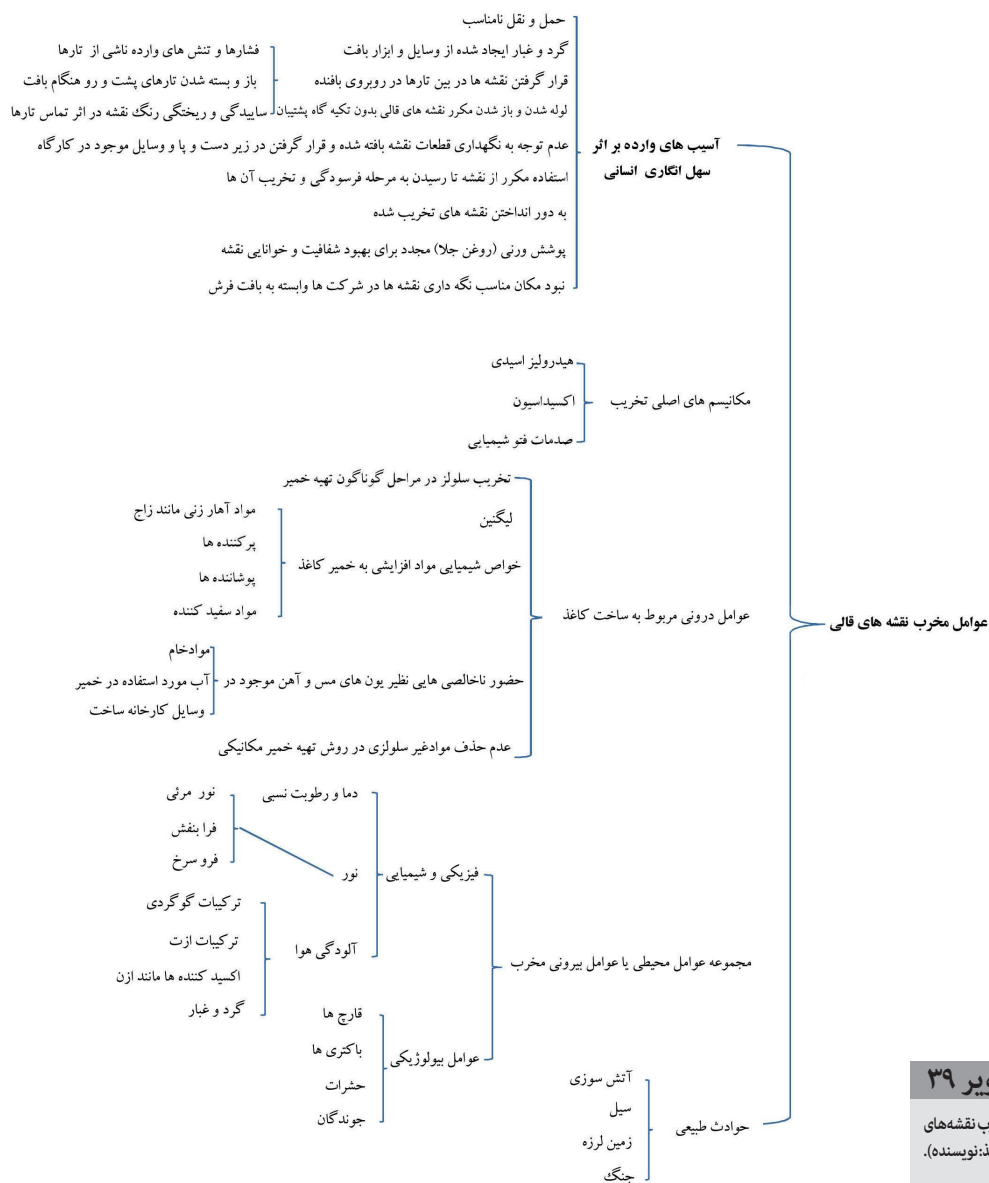 عوامل مخرب نقشه های قالی
آسیب های وارده بر اثر
سهل انگاری انسانی
حمل و نقل نامناسب
گرد و غبار ایجاد شده از وسایل و ابزار بافت
قرار گرفتن نقشه ها در بین تارها در روبروی بافنده
فشارها و تنش های وارده ناشی از تارها
باز و بسته شدن تارهای پشت و رو هنگام بافت
ساییدگی و ریختگی رنگ نقشه در اثر تماس تارها
لوله شدن و باز شدن مکرر نقشه های قالی بدون تکیه گاه پشتیبان
عدم توجه به نگهداری قطعات نقشه بافته شده و قرار گرفتن در زیر دست و پا و وسایل موجود در کارگاه
استفاده مکرر از نقشه تا رسیدن به مرحله فرسودگی و تخریب آن ها
به دور انداختن نقشه های تخریب شده
پوشش ورنی (روغن جلا) مجدد برای بهبود شفافیت و خوانایی نقشه
نبود مکان مناسب نگه داری نقشه ها در شرکت ها وابسته به بافت فرش
مکانیسم های اصلی تخریب
هیدرولیز اسیدی
اکسیداسیون
صدمات فتو شیمیایی
عوامل درونی مربوط به ساخت کاغذ
تخریب سلولز در مراحل گوناگون تهیه خمیر
لیگنین
خواص شیمیایی مواد افزایشی به خمیر کاغذ
مواد آهار زنی مانند زاج
پرکننده ها
پوشاننده ها
مواد سفید کننده
حضور ناخالصی هایی نظیر یون های مس و آهن موجود در
موادخام
آب مورد استفاده در خمیر
وسایل کارخانه ساخت
عدم حذف موادغیر سلولزی در روش تهیه خمیر مکانیکی
مجموعه عوامل محیطی یا عوامل بیرونی مخرب
فیزیکی و شیمیایی
دما و رطوبت نسبی
نور
نور مرئی
فرا بنفش
فرو سرخ
آلودگی هوا
ترکیبات گوگردی
ترکیبات ازت
اکسید کننده ها مانند ازن
گرد و غبار
عوامل بیولوژیکی
قارچ ها
باکتری ها
حشرات
جوندگان
حوادث طبیعی
آتش سوزی
سیل
زمین لرزه
جنگ
ویر ۳۹
ب نقشه‌های
ذ:نویسنده).